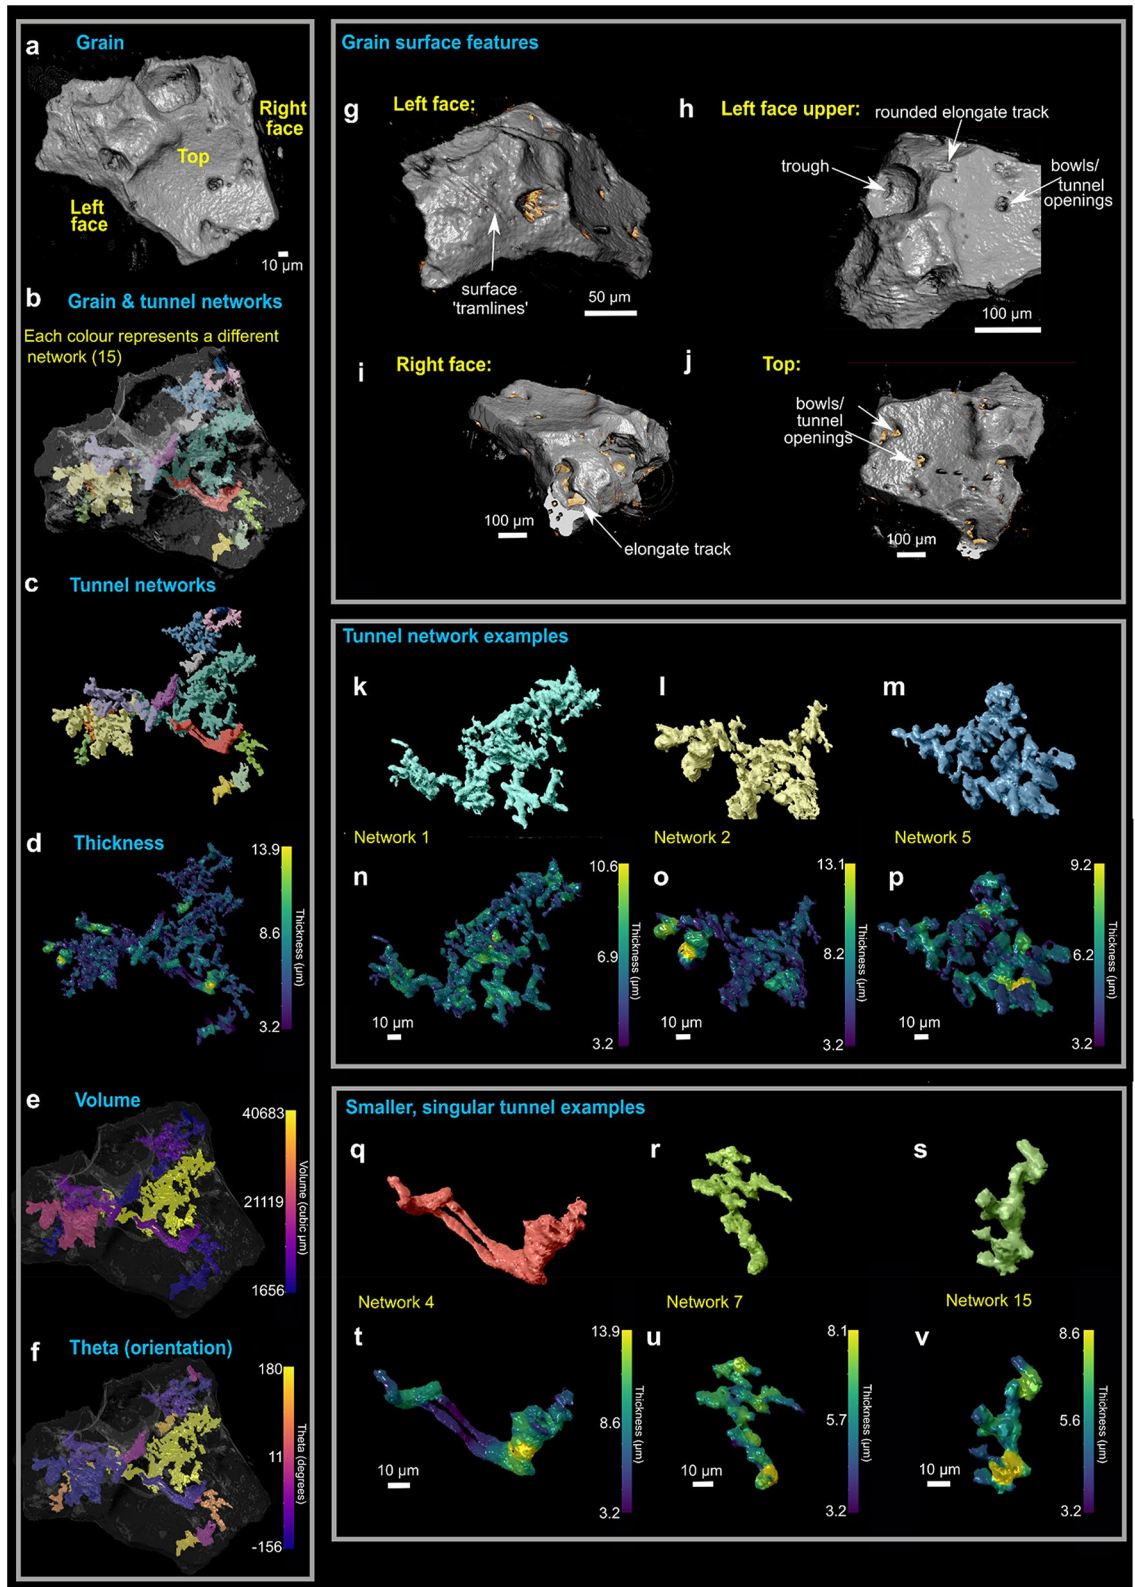 a
Grain
Right
face
Top
Left
face
10 µm
b
Grain & tunnel networks
Each colour represents a different
network (15)
c
Tunnel networks
d
Thickness
13.9
8.6
3.2
Thickness (µm)
e
Volume
40683
21119
1656
Volume (cubic µm)
f
Theta (orientation)
180
11
-156
Theta (degrees)
Grain surface features
g
Left face:
surface
'tramlines'
50 µm
h
Left face upper:
rounded elongate track
trough
bowls/
tunnel
openings
100 µm
i
Right face:
100 µm
elongate track
j
Top:
bowls/
tunnel
openings
100 µm
Tunnel network examples
k
l
m
Network 1
Network 2
Network 5
n
10.6
6.9
3.2
Thickness (µm)
10 µm
o
13.1
8.2
3.2
Thickness (µm)
10 µm
p
9.2
6.2
3.2
Thickness (µm)
10 µm
Smaller, singular tunnel examples
q
r
s
Network 4
Network 7
Network 15
t
13.9
8.6
3.2
Thickness (µm)
10 µm
u
8.1
5.7
3.2
Thickness (µm)
10 µm
v
8.6
5.6
3.2
Thickness (µm)
10 µm